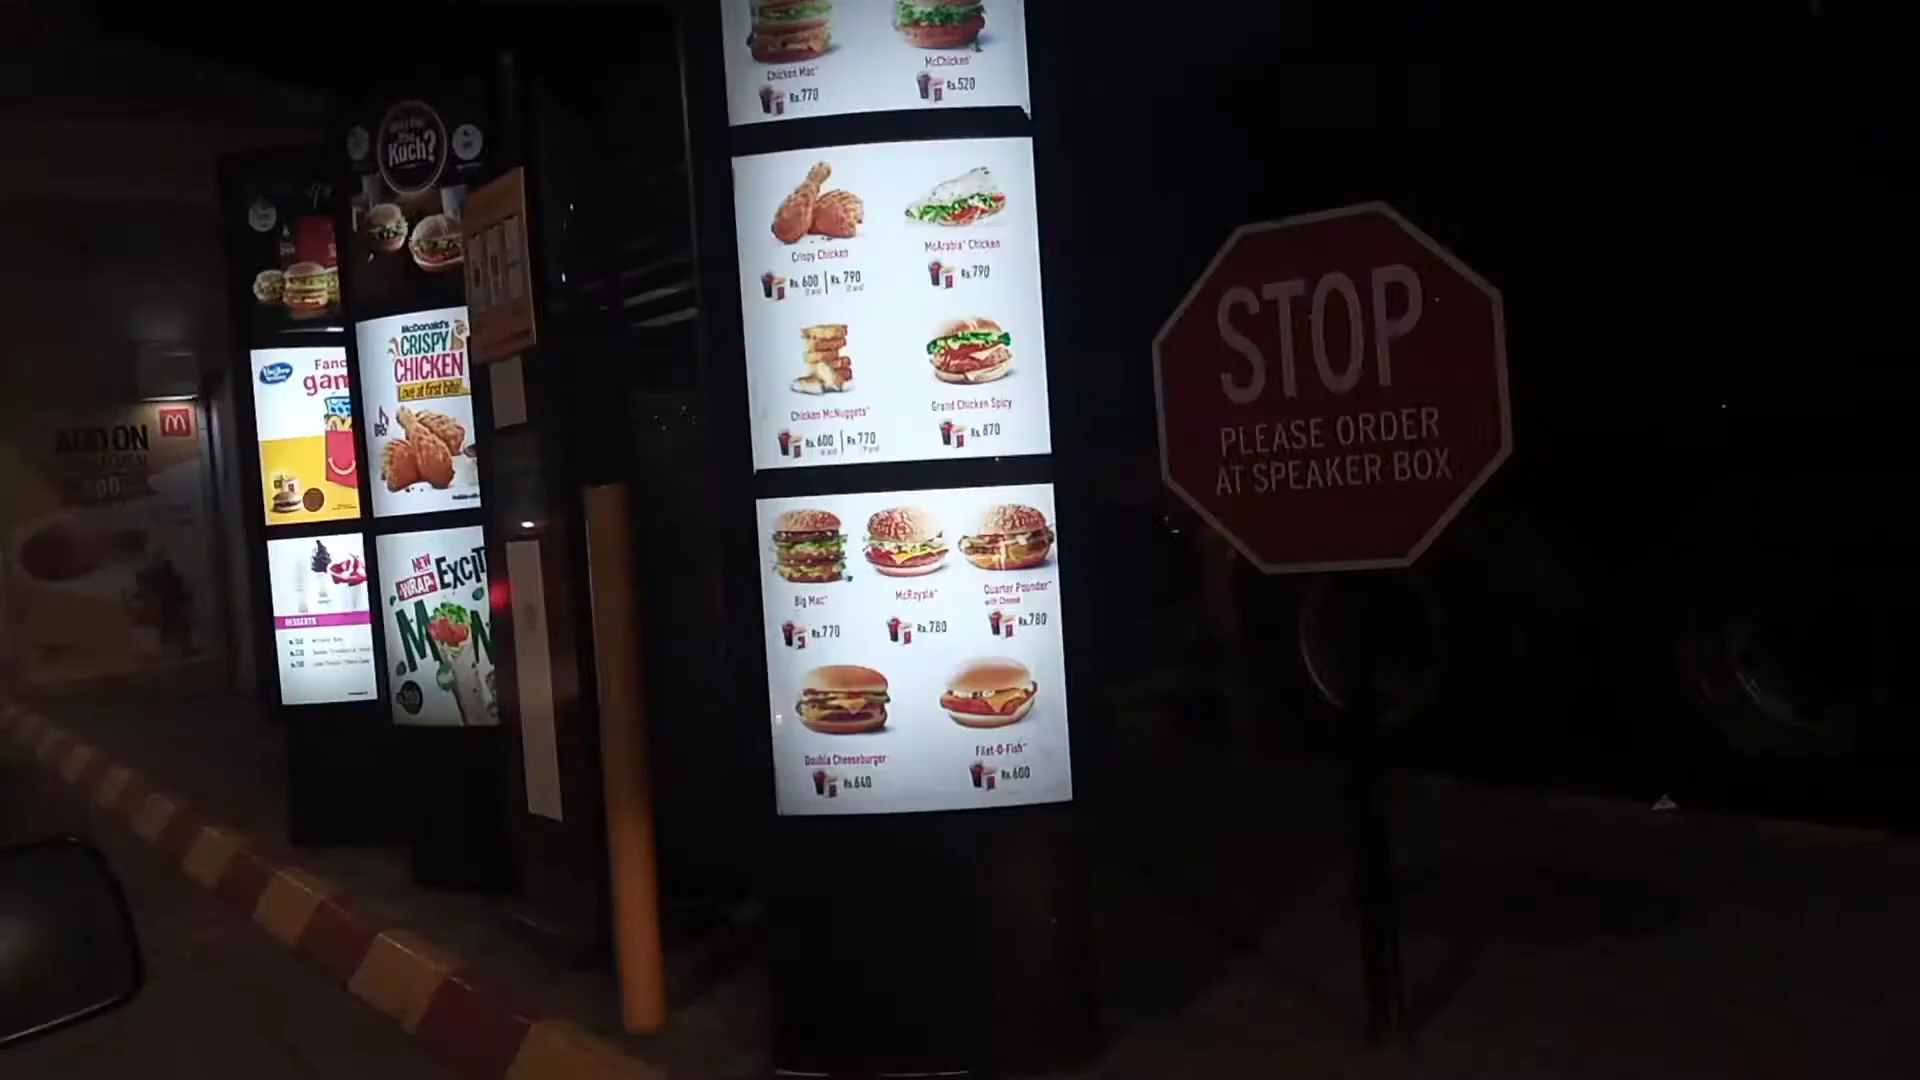 Chicken Mac
Rs.770
McChicken
Rs.520
Crispy Chicken
Rs.600 | Rs.790
McArabia Chicken
Rs.790
Chicken McNuggets
Rs.600 | Rs.770
Grand Chicken Spicy
Rs.870
Big Mac
Rs.770
McRoyale
Rs.780
Quarter Pounder
with Cheese
Rs.780
Double Cheeseburger
Rs.640
Filet-O-Fish
Rs.600
STOP
PLEASE ORDER
AT SPEAKER BOX
Kuch?
McDonald's
CRISPY
CHICKEN
Love at first bite!
NEW
WRAP
EXCIT
DESSERTS
ADD ON